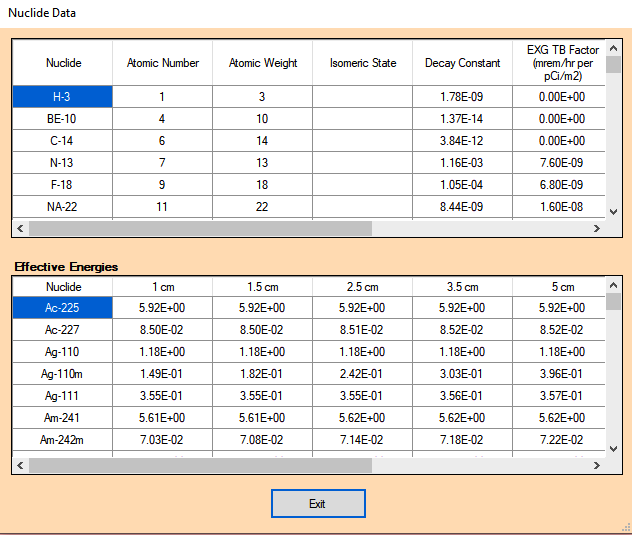 Nuclide Data
Nuclide Atomic Number Atomic Weight Isomeric State Decay Constant EXG TB Factor (mrem/hr per pCi/m2)
H-3 1 3 1.78E-09 0.00E+00
BE-10 4 10 1.37E-14 0.00E+00
C-14 6 14 3.84E-12 0.00E+00
N-13 7 13 1.16E-03 7.60E-09
F-18 9 18 1.05E-04 6.80E-09
NA-22 11 22 8.44E-09 1.60E-08
Effective Energies
Nuclide 1 cm 1.5 cm 2.5 cm 3.5 cm 5 cm
Ac-225 5.92E+00 5.92E+00 5.92E+00 5.92E+00 5.92E+00
Ac-227 8.50E-02 8.50E-02 8.51E-02 8.52E-02 8.52E-02
Ag-110 1.18E+00 1.18E+00 1.18E+00 1.18E+00 1.18E+00
Ag-110m 1.49E-01 1.82E-01 2.42E-01 3.03E-01 3.96E-01
Ag-111 3.55E-01 3.55E-01 3.55E-01 3.56E-01 3.57E-01
Am-241 5.61E+00 5.61E+00 5.62E+00 5.62E+00 5.62E+00
Am-242m 7.03E-02 7.08E-02 7.14E-02 7.18E-02 7.22E-02
Exit